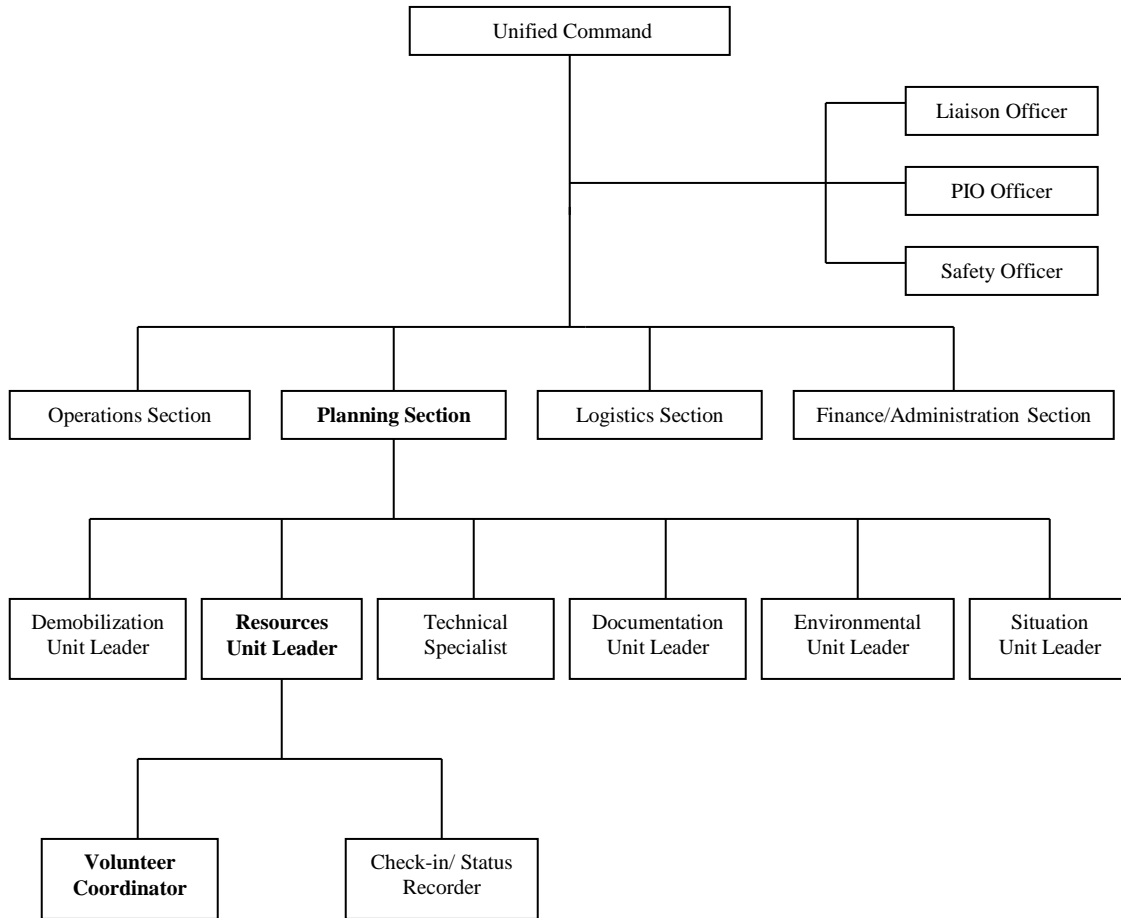 Unified Command
Liaison Officer
PIO Officer
Safety Officer
Operations Section
Planning Section
Logistics Section
Finance/Administration Section
Demobilization
Unit Leader
Resources
Unit Leader
Technical
Specialist
Documentation
Unit Leader
Environmental
Unit Leader
Situation
Unit Leader
Volunteer
Coordinator
Check-in/ Status
Recorder